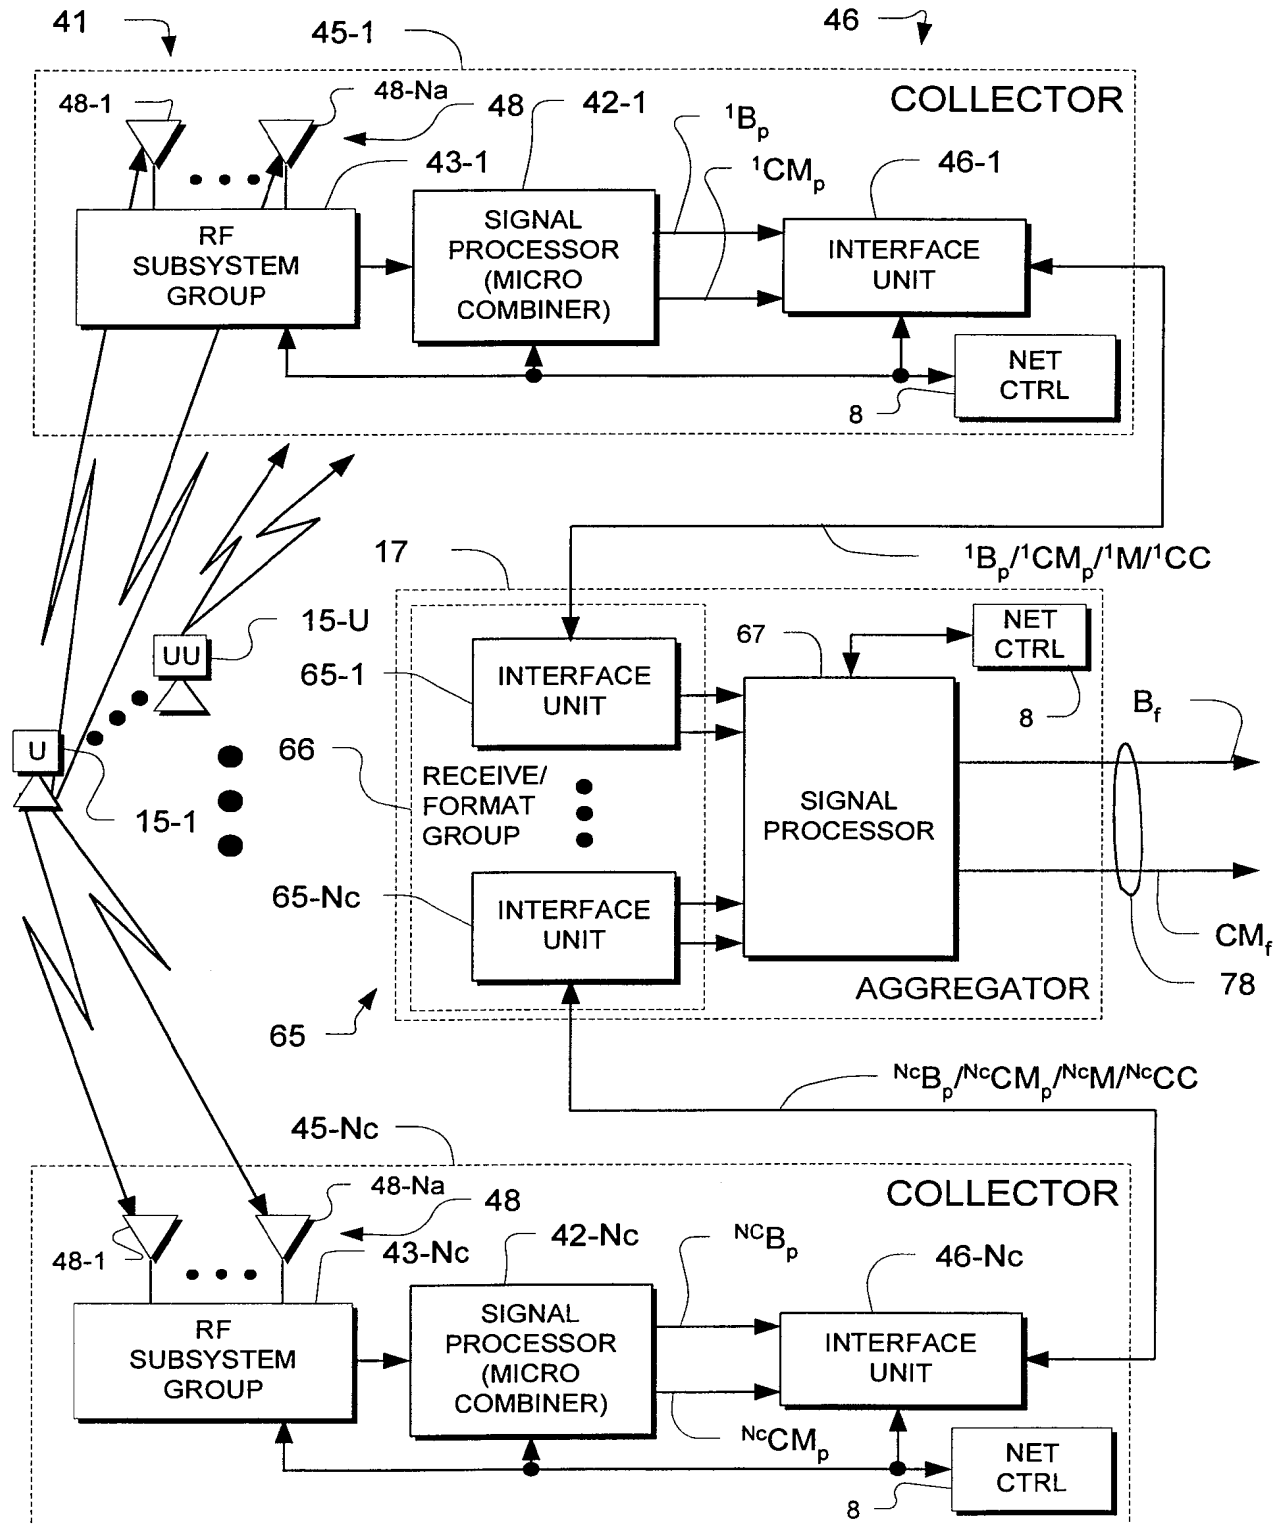 41
45-1
46
COLLECTOR
48-1
48-Na
48
42-1
43-1
¹Bₚ
¹CMₚ
46-1
RF
SUBSYSTEM
GROUP
SIGNAL
PROCESSOR
(MICRO
COMBINER)
INTERFACE
UNIT
NET
CTRL
8
17
¹Bₚ/¹CMₚ/¹M/¹CC
15-U
UU
65-1
INTERFACE
UNIT
67
NET
CTRL
8
U
15-1
66
RECEIVE/
FORMAT
GROUP
SIGNAL
PROCESSOR
B_f
65-Nc
INTERFACE
UNIT
CM_f
78
AGGREGATOR
65
ᴺᶜBₚ/ᴺᶜCMₚ/ᴺᶜM/ᴺᶜCC
45-Nc
COLLECTOR
48-1
48-Na
48
43-Nc
42-Nc
ᴺᶜBₚ
46-Nc
RF
SUBSYSTEM
GROUP
SIGNAL
PROCESSOR
(MICRO
COMBINER)
INTERFACE
UNIT
ᴺᶜCMₚ
NET
CTRL
8